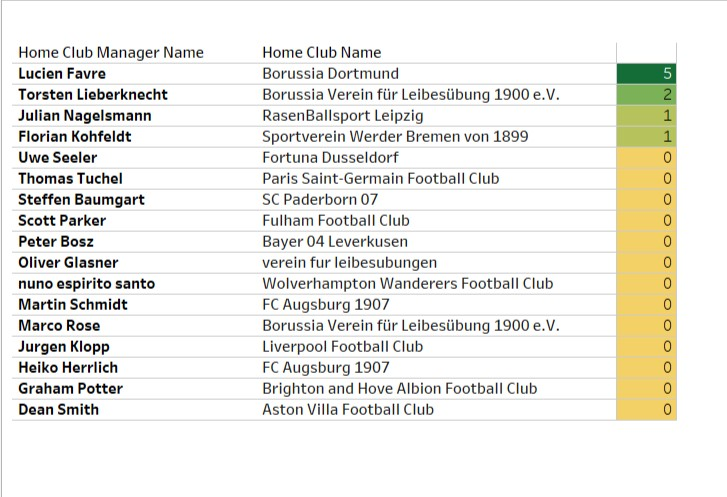 Home Club Manager Name Home Club Name
Lucien Favre Borussia Dortmund 5
Torsten Lieberknecht Borussia Verein für Leibesübung 1900 e.V. 2
Julian Nagelsmann RasenBallsport Leipzig 1
Florian Kohfeldt Sportverein Werder Bremen von 1899 1
Uwe Seeler Fortuna Dusseldorf 0
Thomas Tuchel Paris Saint-Germain Football Club 0
Steffen Baumgart SC Paderborn 07 0
Scott Parker Fulham Football Club 0
Peter Bosz Bayer 04 Leverkusen 0
Oliver Glasner verein fur leibesubungen 0
nuno espirito santo Wolverhampton Wanderers Football Club 0
Martin Schmidt FC Augsburg 1907 0
Marco Rose Borussia Verein für Leibesübung 1900 e.V. 0
Jurgen Klopp Liverpool Football Club 0
Heiko Herrlich FC Augsburg 1907 0
Graham Potter Brighton and Hove Albion Football Club 0
Dean Smith Aston Villa Football Club 0